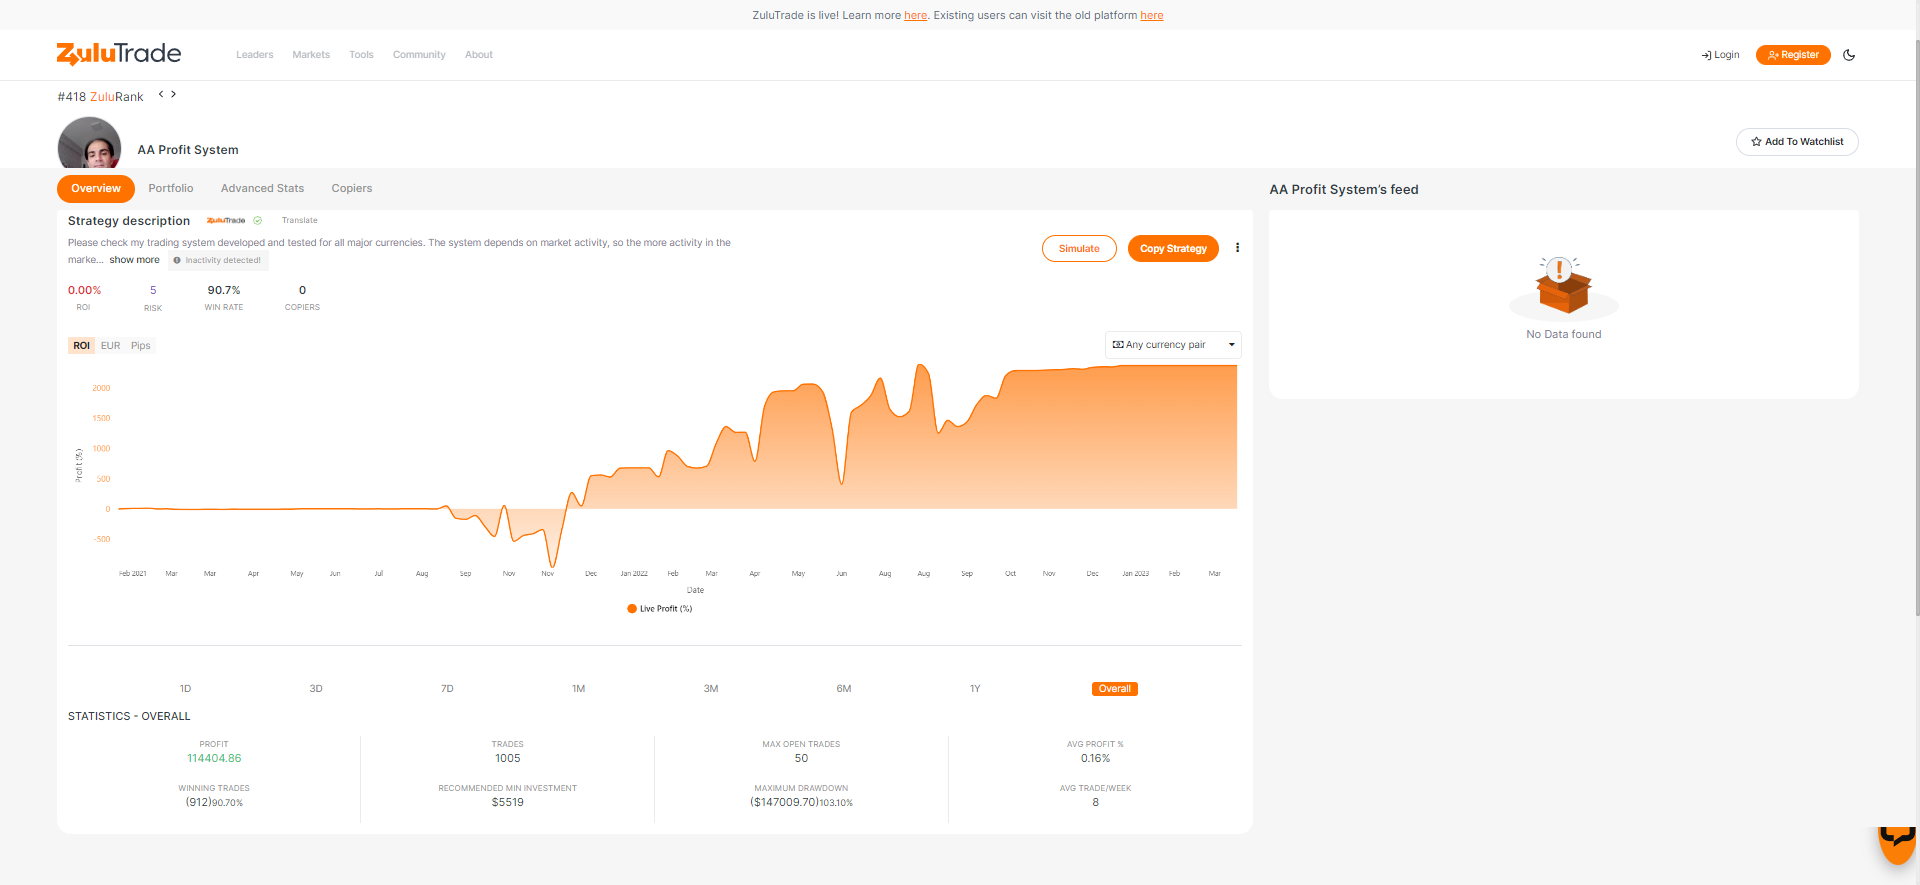 ZuluTrade is live! Learn more here. Existing users can visit the old platform here
ZuluTrade
Leaders Markets Tools Community About
Login
Register
#418 ZuluRank
AA Profit System
Add To Watchlist
Overview Portfolio Advanced Stats Copiers
Strategy description ZuluTrade Translate
Please check my trading system developed and tested for all major currencies. The system depends on market activity, so the more activity in the
marke... show more Inactivity detected!
Simulate Copy Strategy
0.00% 5 90.7% 0
ROI RISK WIN RATE COPIERS
ROI EUR Pips
Any currency pair
2000
1500
1000
500
0
-500
Profit (%)
Feb 2021 Mar Mar Apr May Jun Jul Aug Sep Nov Nov Dec Jan 2022 Feb Mar Apr May Jun Aug Aug Sep Oct Nov Dec Jan 2023 Feb Mar
Date
Live Profit (%)
1D 3D 7D 1M 3M 6M 1Y Overall
STATISTICS - OVERALL
PROFIT TRADES MAX OPEN TRADES AVG PROFIT %
114404.86 1005 50 0.16%
WINNING TRADES RECOMMENDED MIN INVESTMENT MAXIMUM DRAWDOWN AVG TRADE/WEEK
(912)90.70% $5519 ($147009.70)103.10% 8
AA Profit System's feed
No Data found